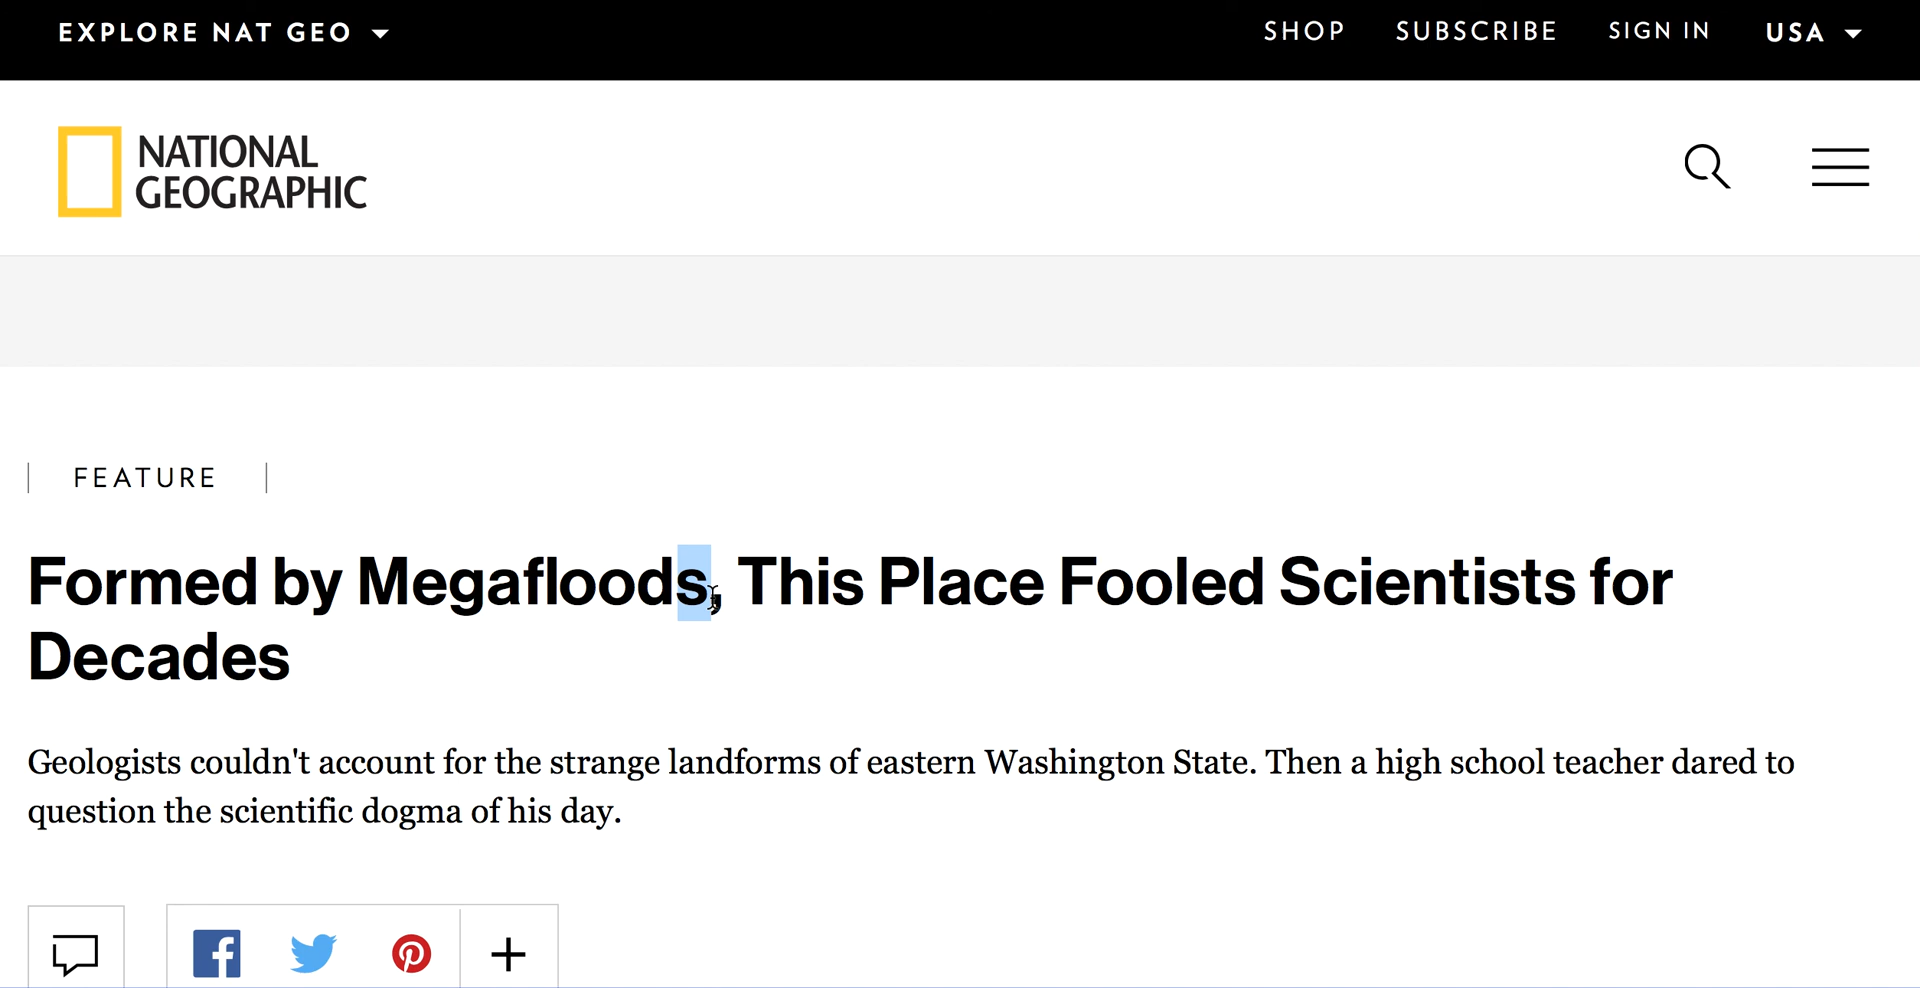 EXPLORE NAT GEO
SHOP SUBSCRIBE SIGN IN USA
NATIONAL
GEOGRAPHIC
FEATURE
Formed by Megafloods, This Place Fooled Scientists for
Decades
Geologists couldn't account for the strange landforms of eastern Washington State. Then a high school teacher dared to
question the scientific dogma of his day.